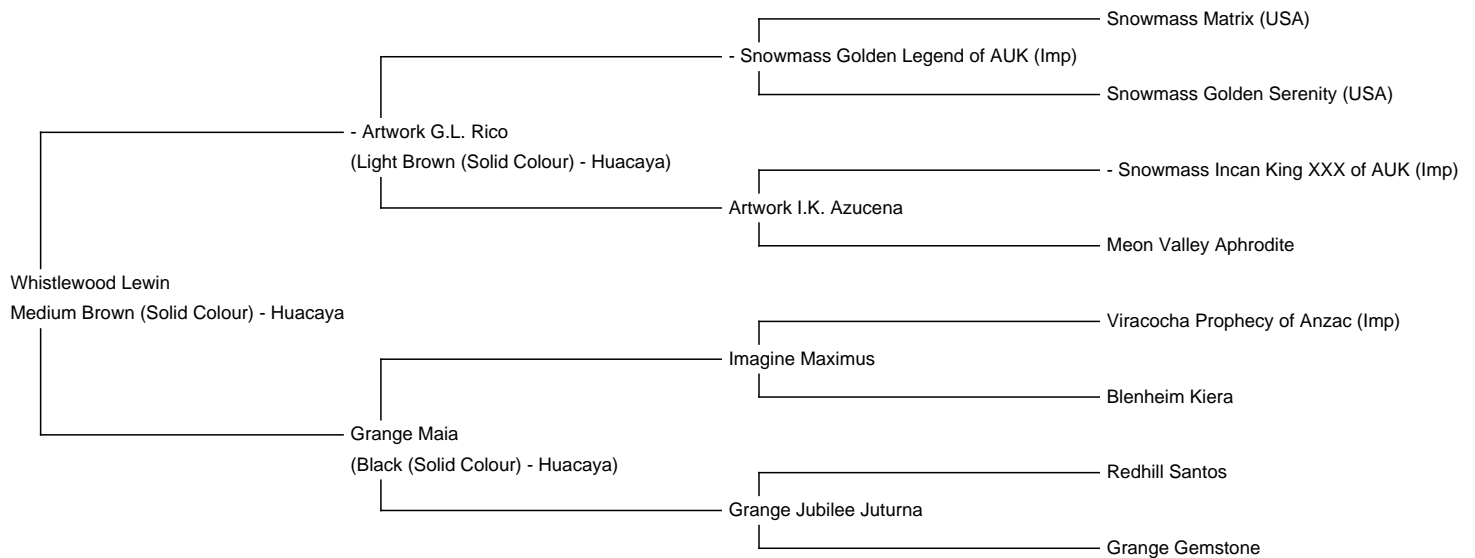 Snowmass Matrix (USA)
- Snowmass Golden Legend of AUK (Imp)
Snowmass Golden Serenity (USA)
- Artwork G.L. Rico
(Light Brown (Solid Colour) - Huacaya)
- Snowmass Incan King XXX of AUK (Imp)
Artwork I.K. Azucena
Meon Valley Aphrodite
Whistlewood Lewin
Medium Brown (Solid Colour) - Huacaya
Viracocha Prophecy of Anzac (Imp)
Imagine Maximus
Blenheim Kiera
Grange Maia
(Black (Solid Colour) - Huacaya)
Redhill Santos
Grange Jubilee Juturna
Grange Gemstone